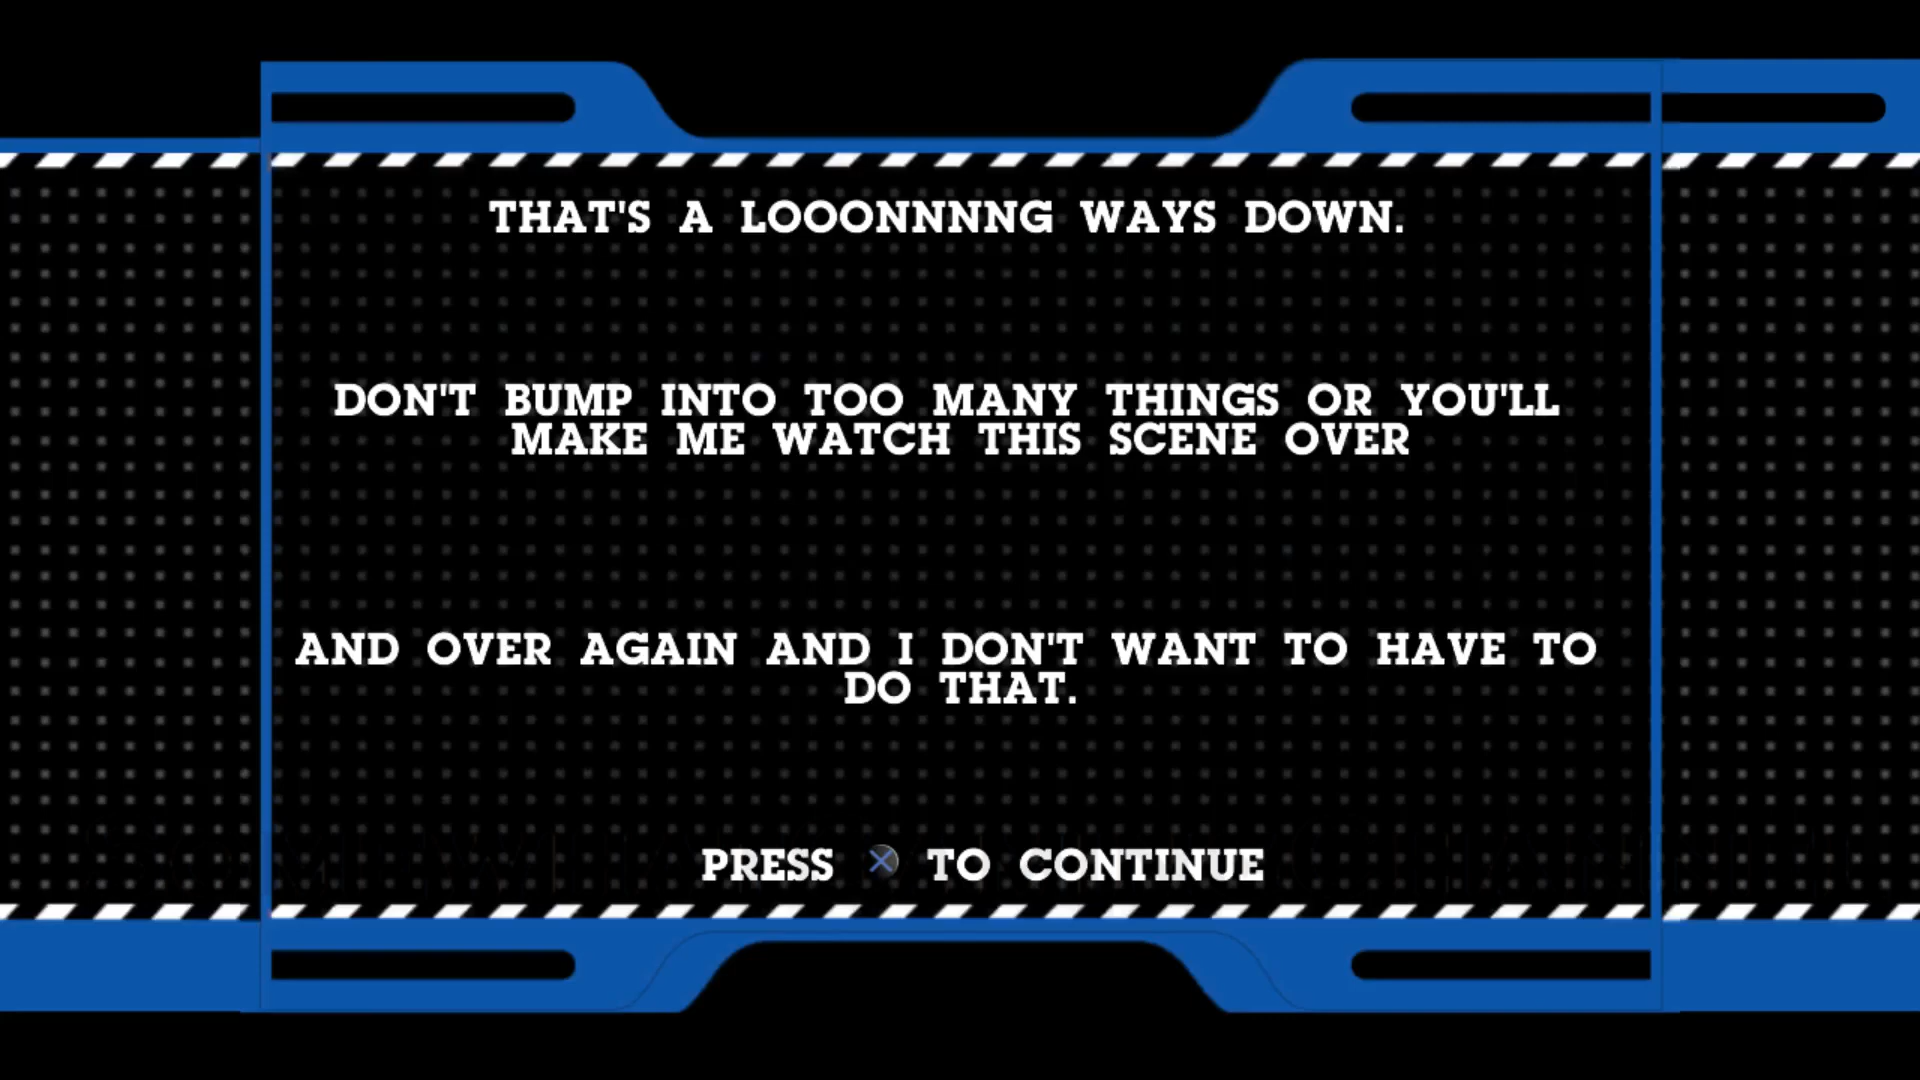 THAT'S A LOOONNNNG WAYS DOWN.
DON'T BUMP INTO TOO MANY THINGS OR YOU'LL
MAKE ME WATCH THIS SCENE OVER
AND OVER AGAIN AND I DON'T WANT TO HAVE TO
DO THAT.
PRESS TO CONTINUE